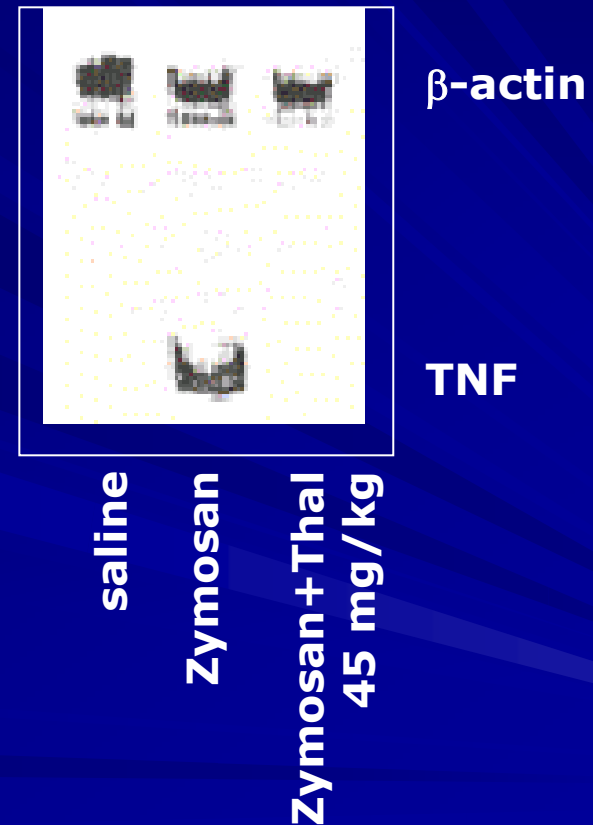 β-actin
TNF
saline
Zymosan
Zymosan+Thal
45 mg/kg